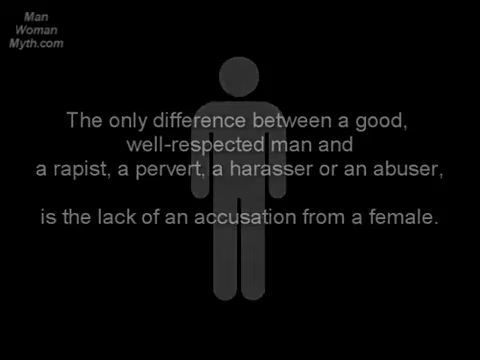 Man
Woman
Myth.com
The only difference between a good,
well-respected man and
a rapist, a pervert, a harasser or an abuser,
is the lack of an accusation from a female.